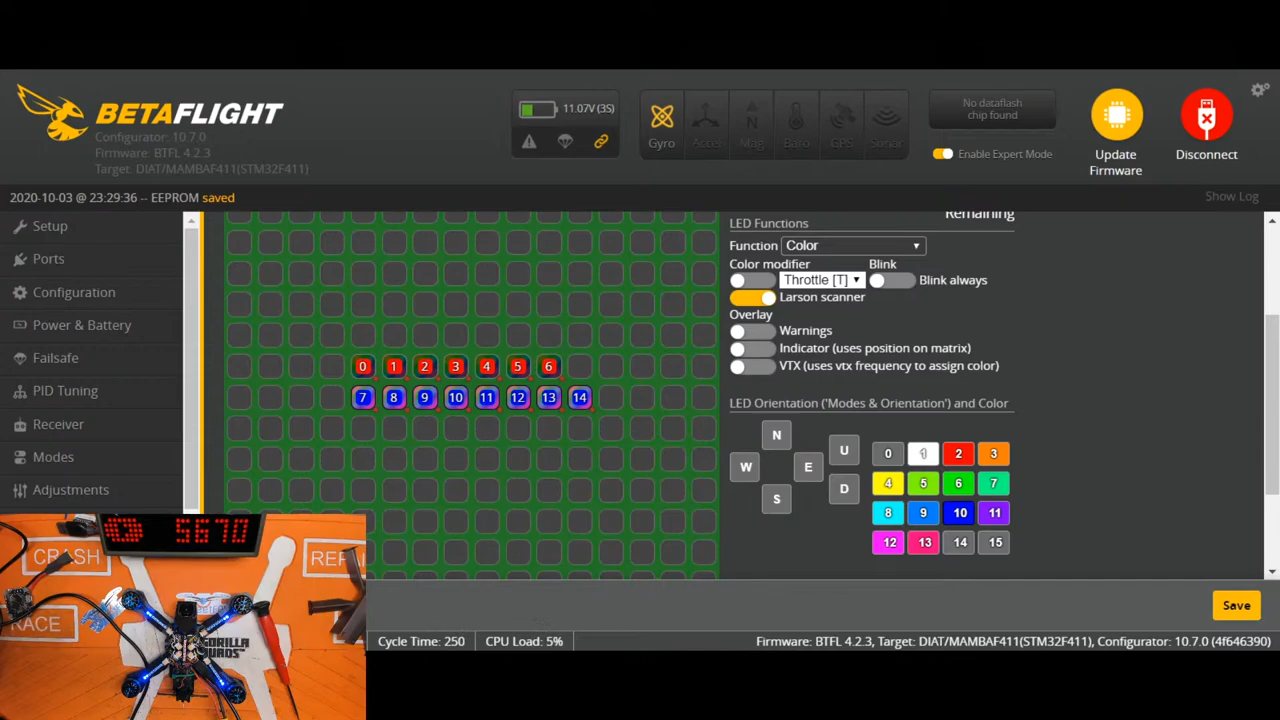 BETAFLIGHT
Configurator: 10.7.0
Firmware: BTFL 4.2.3
Target: DIAT/MAMBAF411(STM32F411)
11.07V (3S)
Gyro
Accel
Mag
Baro
GPS
Sonar
No dataflash
chip found
Enable Expert Mode
Update
Firmware
Disconnect
2020-10-03 @ 23:29:36 -- EEPROM saved
Show Log
Setup
Ports
Configuration
Power & Battery
Failsafe
PID Tuning
Receiver
Modes
Adjustments
0 1 2 3 4 5 6
7 8 9 10 11 12 13 14
Remaining
LED Functions
Function Color
Color modifier Blink
Throttle [T] Blink always
Larson scanner
Overlay
Warnings
Indicator (uses position on matrix)
VTX (uses vtx frequency to assign color)
LED Orientation ('Modes & Orientation') and Color
N
W E
S
U
D
0 1 2 3
4 5 6 7
8 9 10 11
12 13 14 15
Save
Cycle Time: 250
CPU Load: 5%
Firmware: BTFL 4.2.3, Target: DIAT/MAMBAF411(STM32F411), Configurator: 10.7.0 (4f646390)
5670
CRASH
RACE
GORILLA